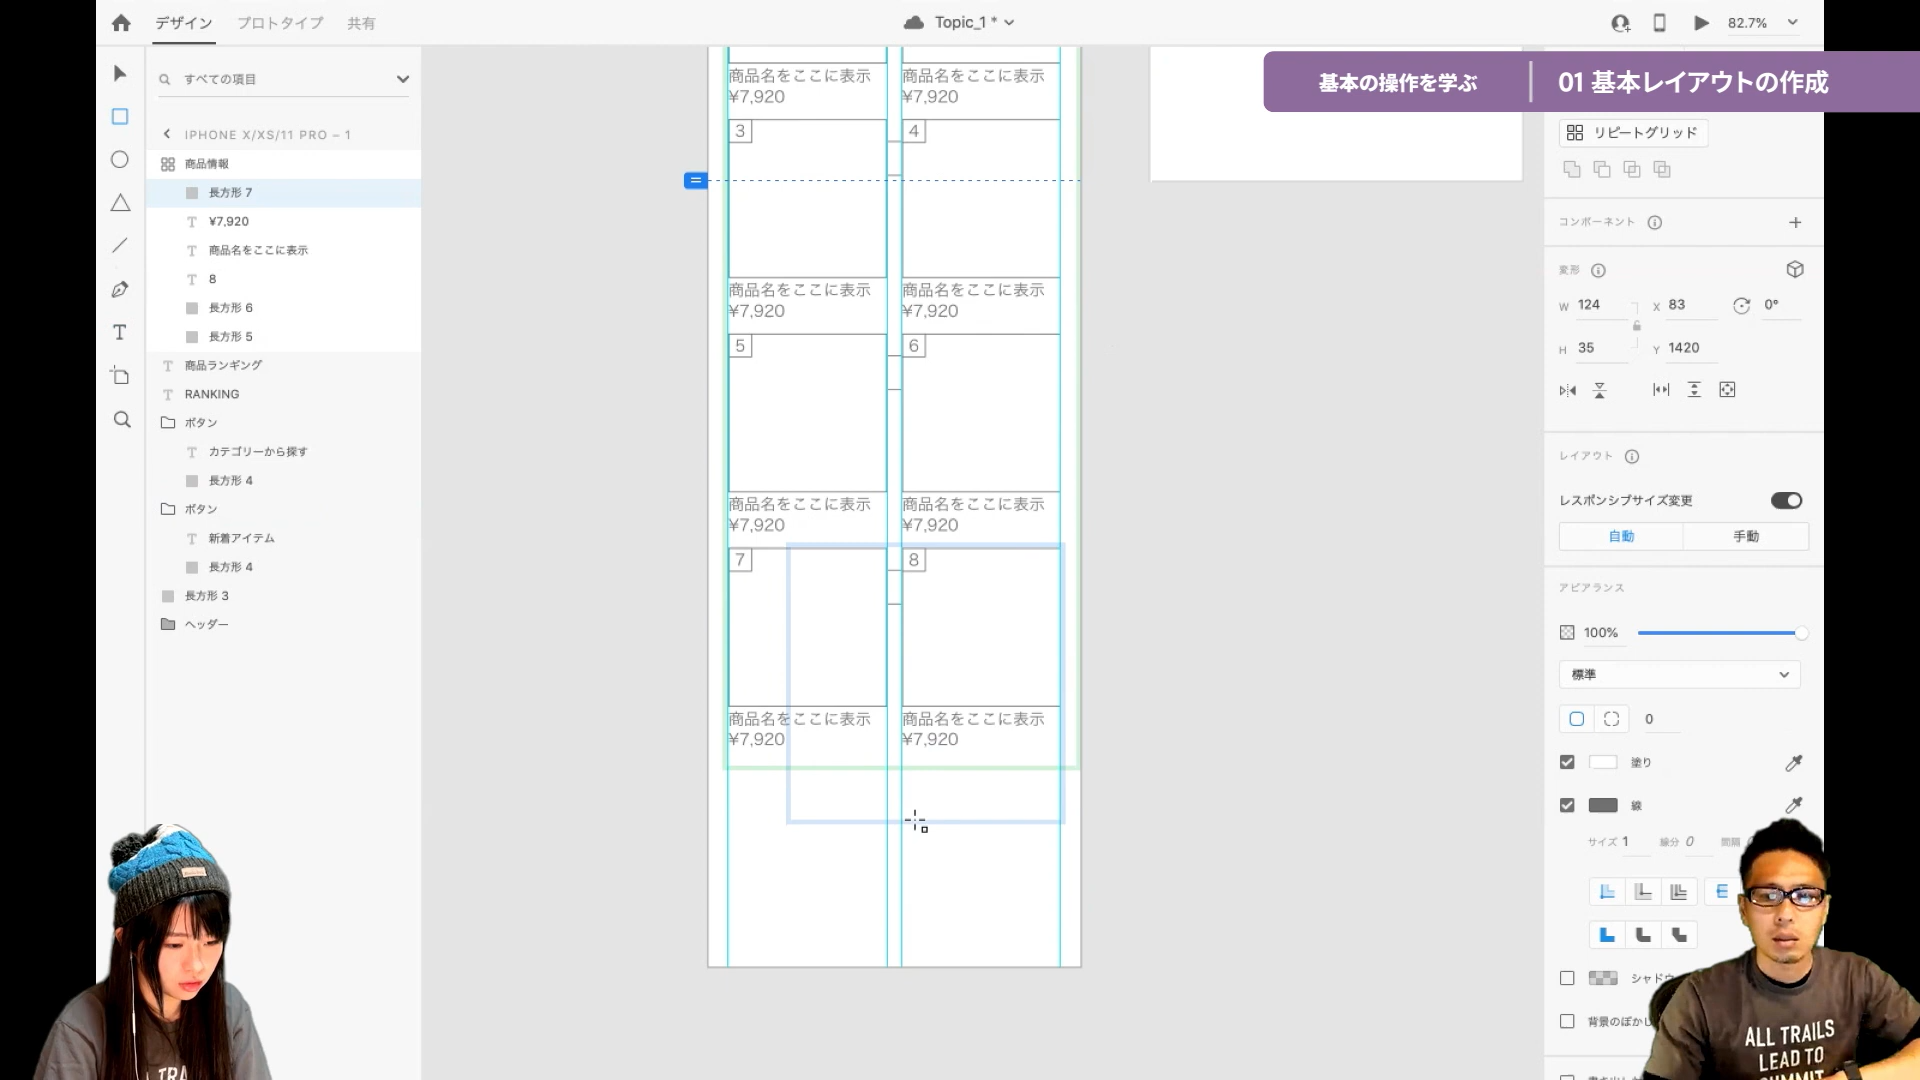 デザイン
プロトタイプ
共有
Topic_1 *
82.7%
基本の操作を学ぶ
01 基本レイアウトの作成
すべての項目
IPHONE X/XS/11 PRO – 1
商品情報
長方形 7
¥7,920
商品名をここに表示
8
長方形 6
長方形 5
商品ランキング
RANKING
ボタン
カテゴリーから探す
長方形 4
ボタン
新着アイテム
長方形 4
長方形 3
ヘッダー
商品名をここに表示
¥7,920
商品名をここに表示
¥7,920
3
4
商品名をここに表示
¥7,920
商品名をここに表示
¥7,920
5
6
商品名をここに表示
¥7,920
商品名をここに表示
¥7,920
7
8
商品名をここに表示
¥7,920
商品名をここに表示
¥7,920
リピートグリッド
コンポーネント
変形
W 124
X 83
0°
H 35
Y 1420
レイアウト
レスポンシブサイズ変更
自動
手動
アピアランス
100%
標準
0
塗り
線
サイズ 1
線分 0
間隔
シャドウ
背景のぼかし
ALL TRAILS
LEAD TO
SUMMIT